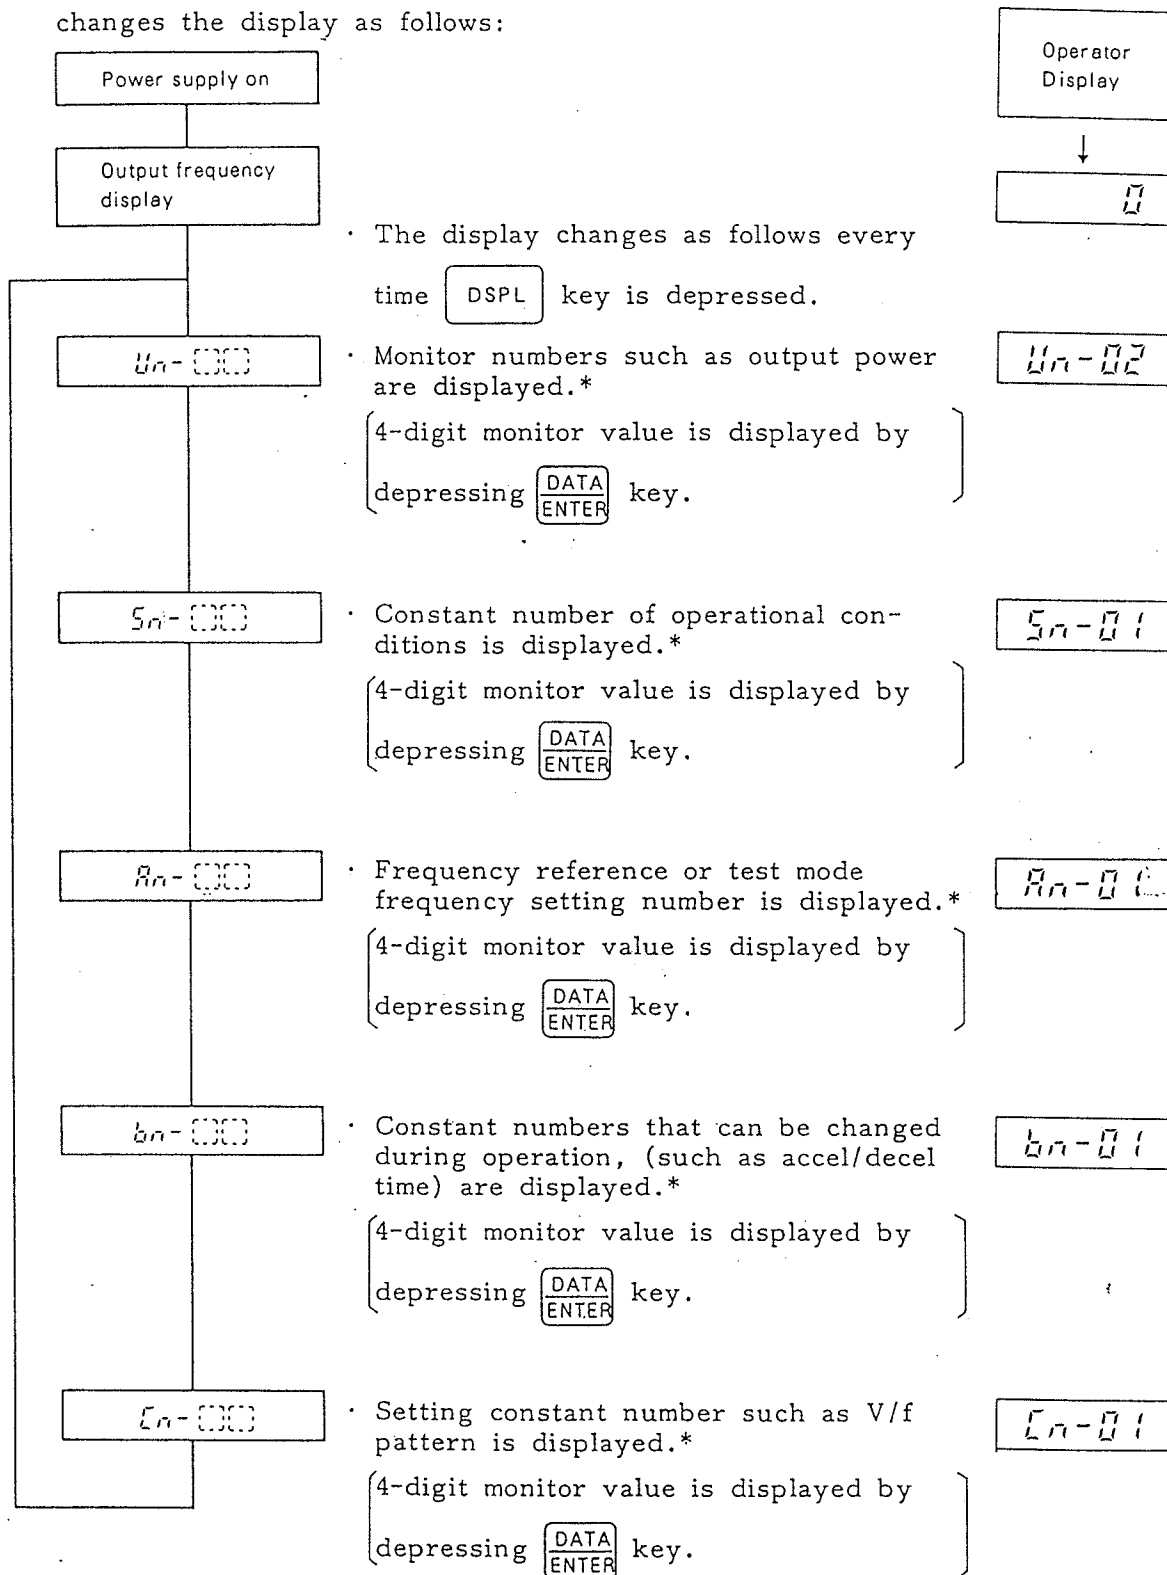 changes the display as follows:
Power supply on
Operator
Display
↓
Output frequency
display
0
· The display changes as follows every
time DSPL key is depressed.
Un-
· Monitor numbers such as output power
are displayed.*
Un-02
4-digit monitor value is displayed by
depressing DATA
ENTER key.
Sn-
· Constant number of operational con-
ditions is displayed.*
Sn-01
4-digit monitor value is displayed by
depressing DATA
ENTER key.
An-
· Frequency reference or test mode
frequency setting number is displayed.*
An-01
4-digit monitor value is displayed by
depressing DATA
ENTER key.
bn-
· Constant numbers that can be changed
during operation, (such as accel/decel
time) are displayed.*
bn-01
4-digit monitor value is displayed by
depressing DATA
ENTER key.
Cn-
· Setting constant number such as V/f
pattern is displayed.*
Cn-01
4-digit monitor value is displayed by
depressing DATA
ENTER key.